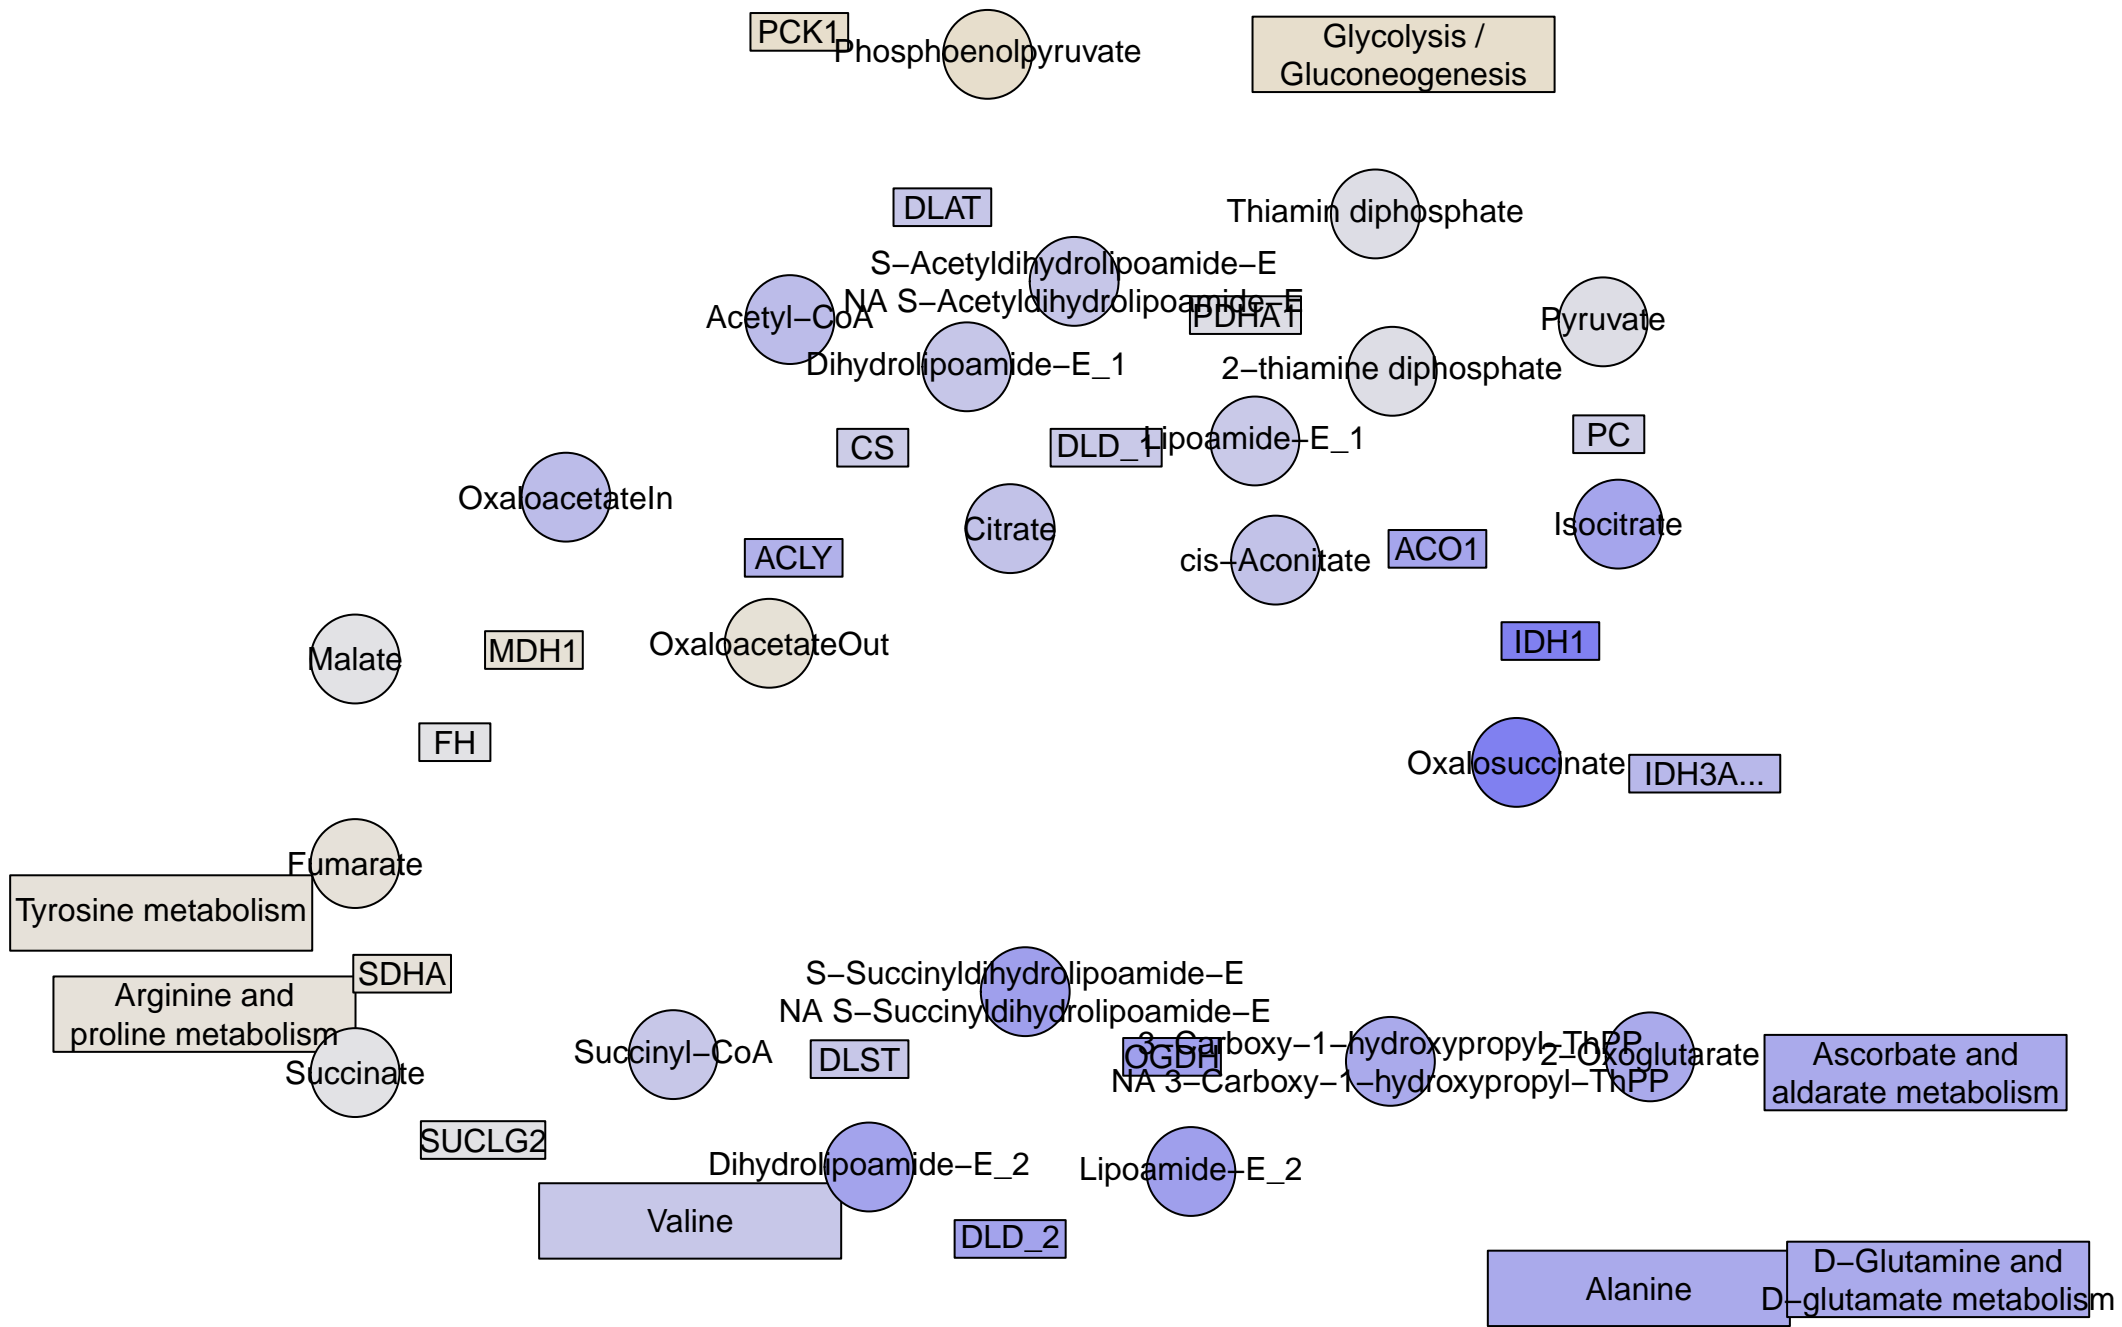 PCK1
Phosphoenolpyruvate
Glycolysis /
Gluconeogenesis
DLAT
Thiamin diphosphate
S−Acetyldihydrolipoamide−E
NA S−Acetyldihydrolipoamide−E
Acetyl−CoA
PDHA1
Pyruvate
Dihydrolipoamide−E_1
2−thiamine diphosphate
CS
DLD_1
Lipoamide−E_1
PC
OxaloacetateIn
Citrate
Isocitrate
ACLY
cis−Aconitate
ACO1
Malate
MDH1
OxaloacetateOut
IDH1
FH
Oxalosuccinate
IDH3A...
Fumarate
Tyrosine metabolism
SDHA
Arginine and
proline metabolism
S−Succinyldihydrolipoamide−E
NA S−Succinyldihydrolipoamide−E
Succinate
Succinyl−CoA
DLST
OGDH
3−Carboxy−1−hydroxypropyl−ThPP
NA 3−Carboxy−1−hydroxypropyl−ThPP
2−Oxoglutarate
Ascorbate and
aldarate metabolism
SUCLG2
Dihydrolipoamide−E_2
Lipoamide−E_2
Valine
DLD_2
Alanine
D−Glutamine and
D−glutamate metabolism